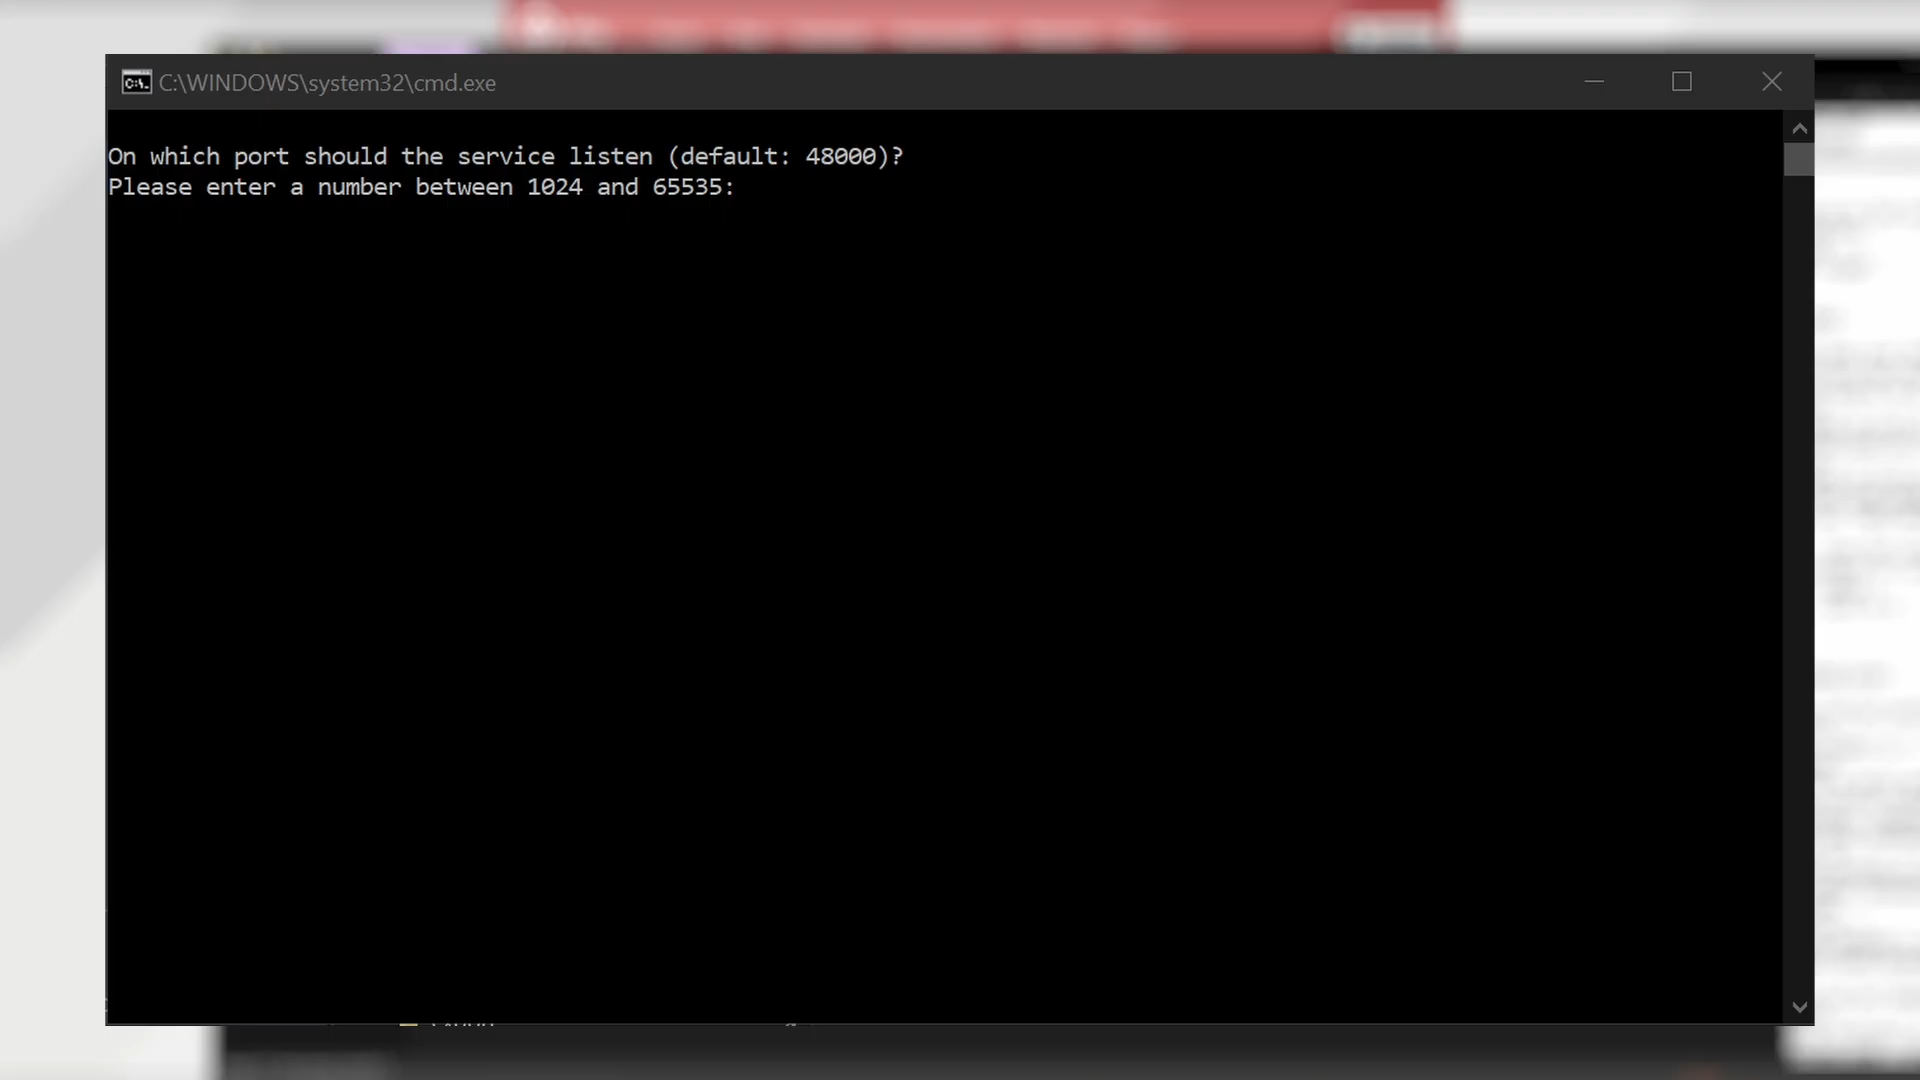 C:\WINDOWS\system32\cmd.exe
On which port should the service listen (default: 48000)?
Please enter a number between 1024 and 65535: